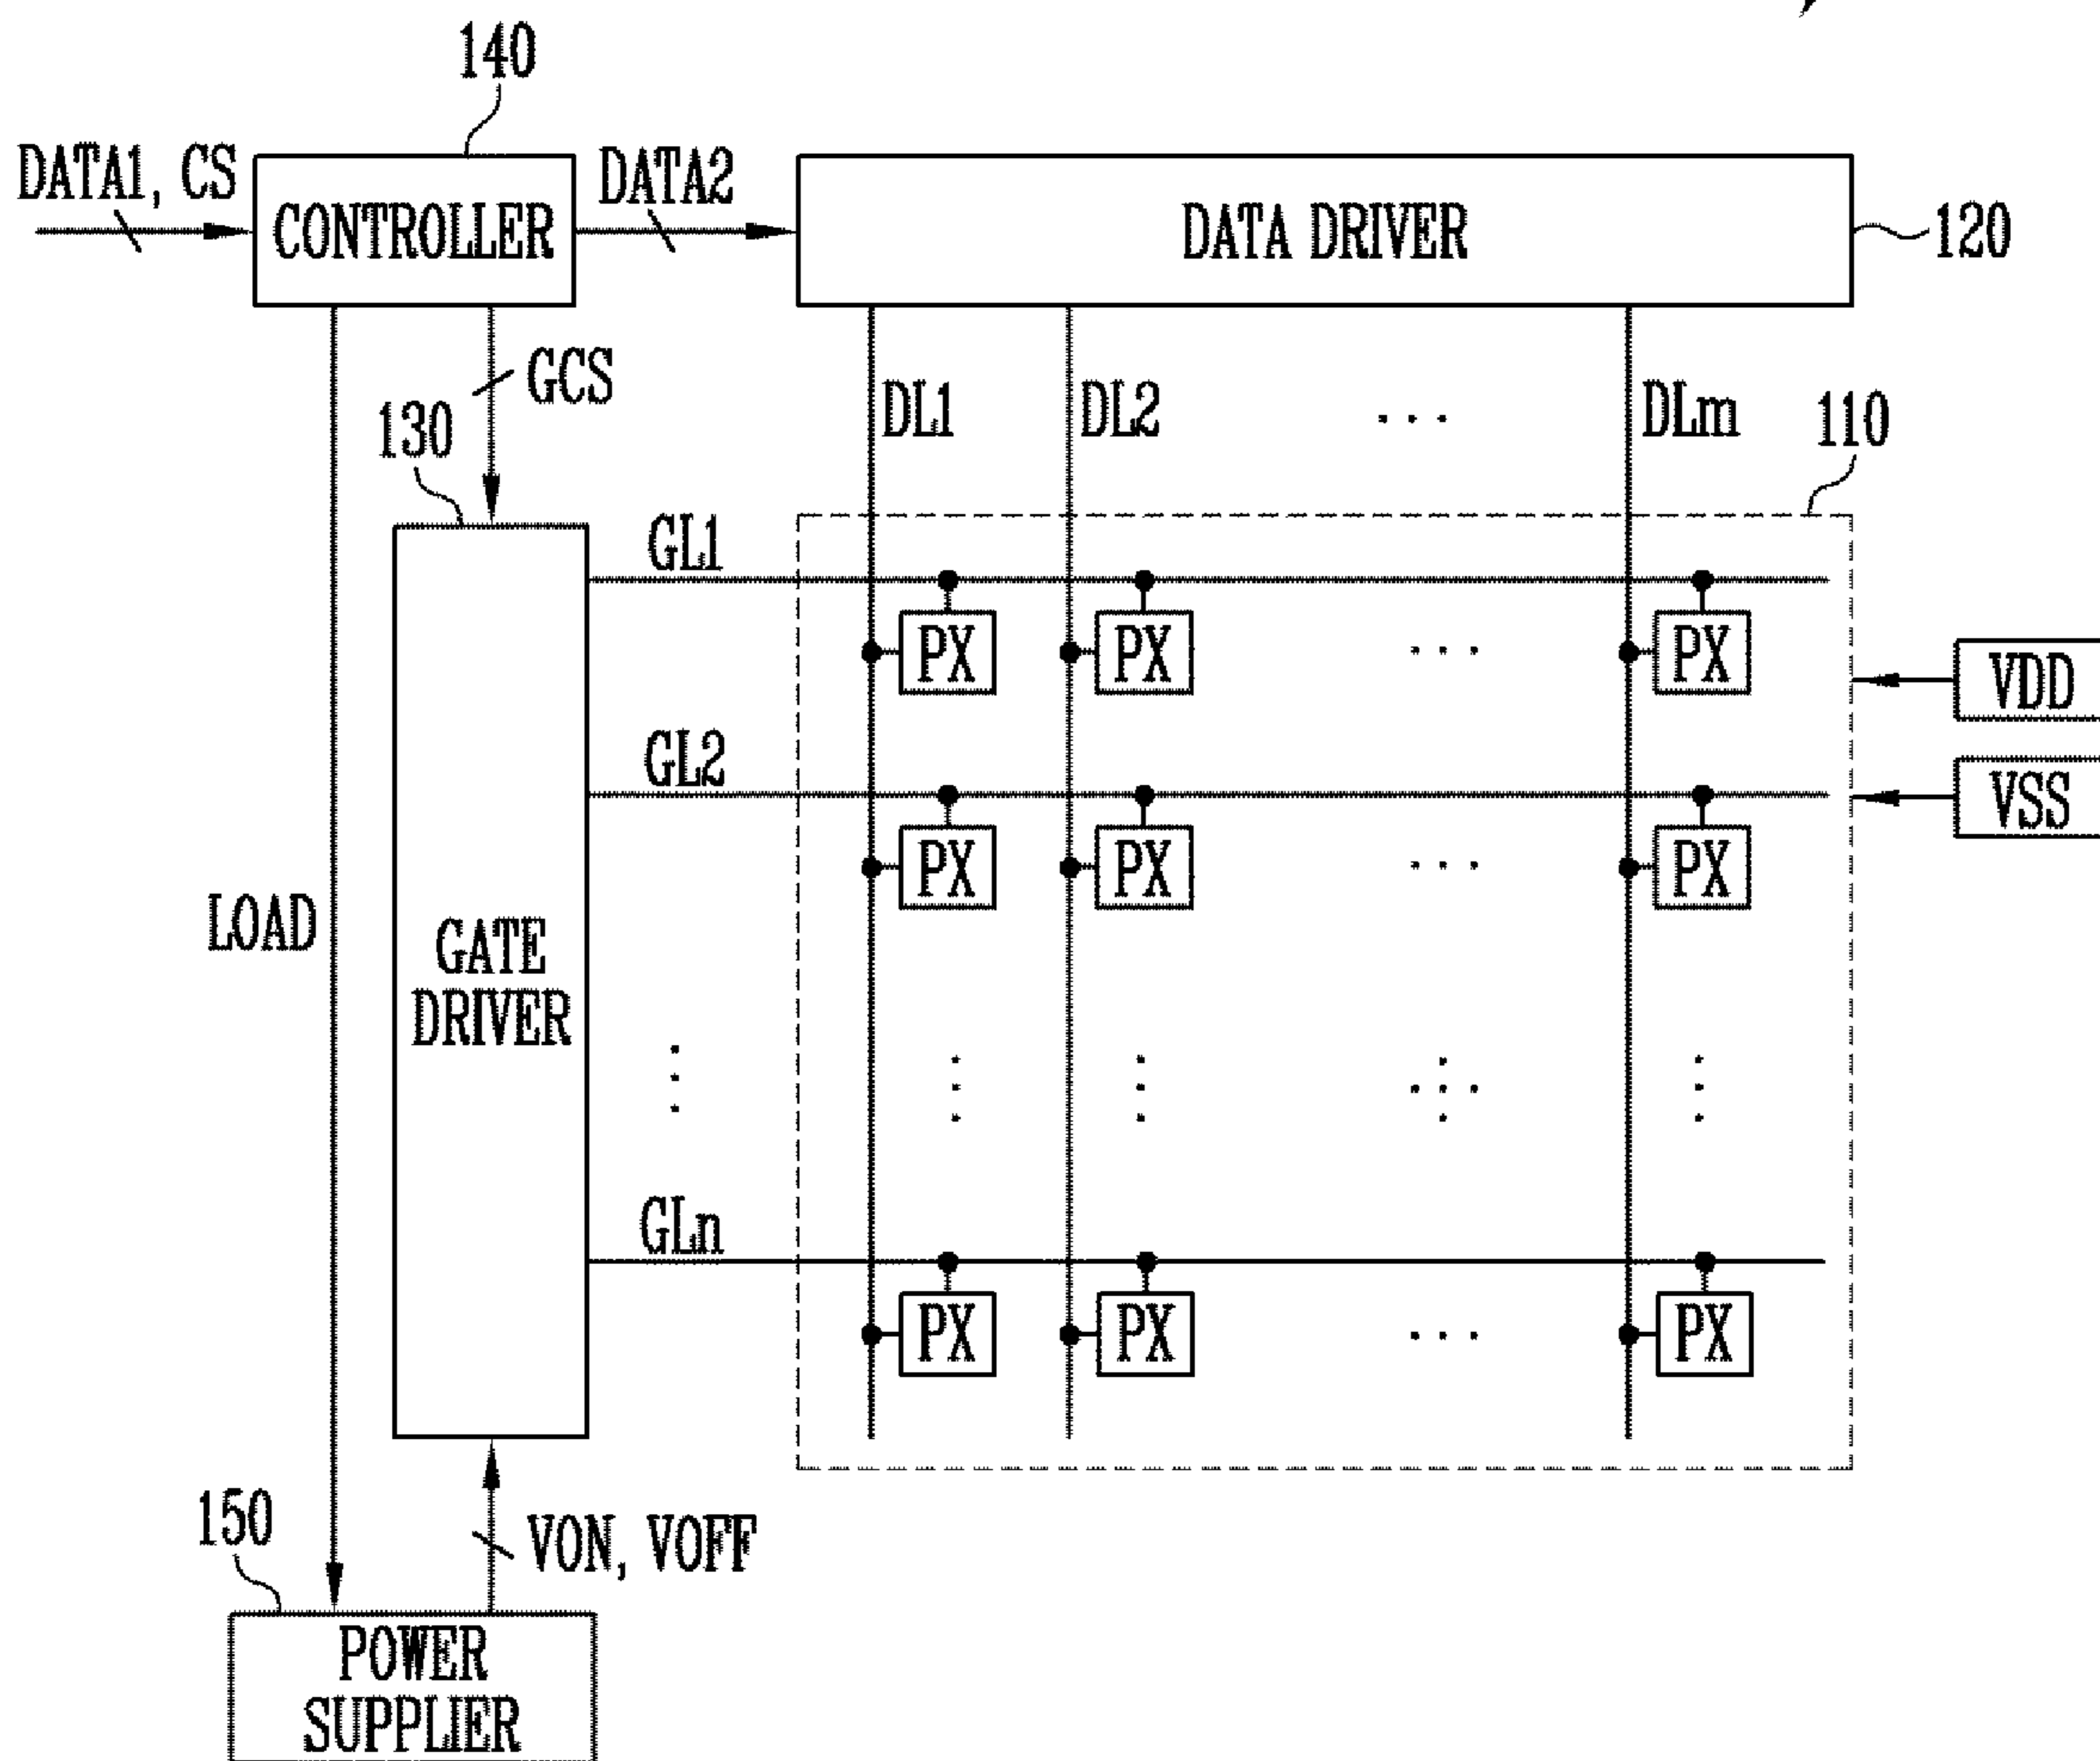 140
DATA1, CS
CONTROLLER
DATA2
DATA DRIVER
120
GCS
130
DL1
DL2
...
DLm
110
GL1
PX
PX
...
PX
VDD
GL2
VSS
PX
PX
...
PX
LOAD
GATE
DRIVER
GLn
PX
PX
...
PX
150
VON, VOFF
POWER
SUPPLIER